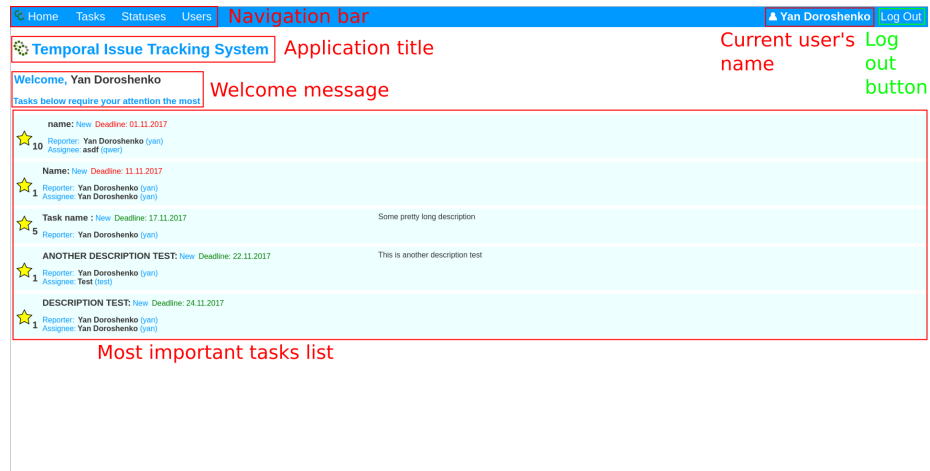 Home Tasks Statuses Users Navigation bar Yan Doroshenko Log Out
Temporal Issue Tracking System Application title Current user's name Log out button
Welcome, Yan Doroshenko
Tasks below require your attention the most
Welcome message
name: New Deadline: 01.11.2017
10
Reporter: Yan Doroshenko (yan)
Assignee: asdf (qwer)
Name: New Deadline: 11.11.2017
1
Reporter: Yan Doroshenko (yan)
Assignee: Yan Doroshenko (yan)
Task name : New Deadline: 17.11.2017 Some pretty long description
5
Reporter: Yan Doroshenko (yan)
ANOTHER DESCRIPTION TEST: New Deadline: 22.11.2017 This is another description test
1
Reporter: Yan Doroshenko (yan)
Assignee: Test (test)
DESCRIPTION TEST: New Deadline: 24.11.2017
1
Reporter: Yan Doroshenko (yan)
Assignee: Yan Doroshenko (yan)
Most important tasks list